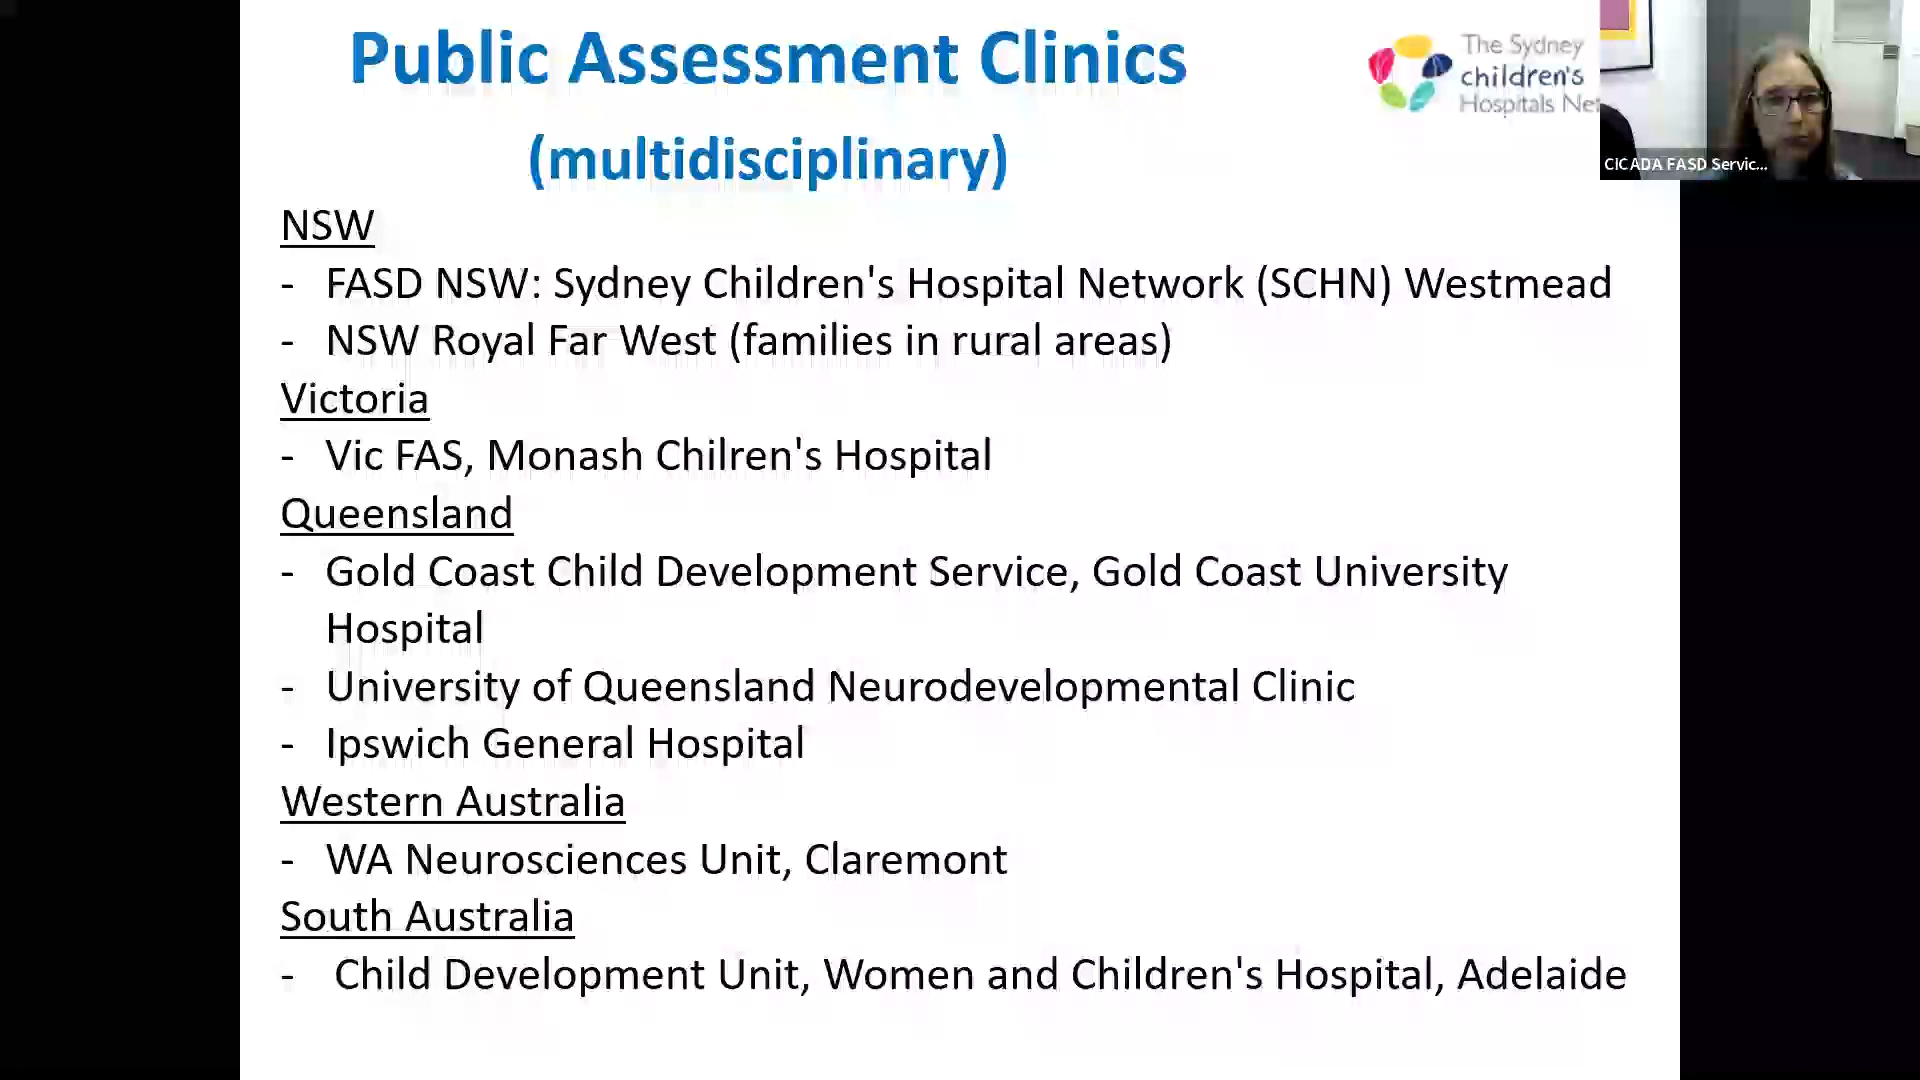 Public Assessment Clinics
(multidisciplinary)
The Sydney
children's
Hospitals Ne
CICADA FASD Servic...
NSW
- FASD NSW: Sydney Children's Hospital Network (SCHN) Westmead
- NSW Royal Far West (families in rural areas)
Victoria
- Vic FAS, Monash Chilren's Hospital
Queensland
- Gold Coast Child Development Service, Gold Coast University
Hospital
- University of Queensland Neurodevelopmental Clinic
- Ipswich General Hospital
Western Australia
- WA Neurosciences Unit, Claremont
South Australia
- Child Development Unit, Women and Children's Hospital, Adelaide